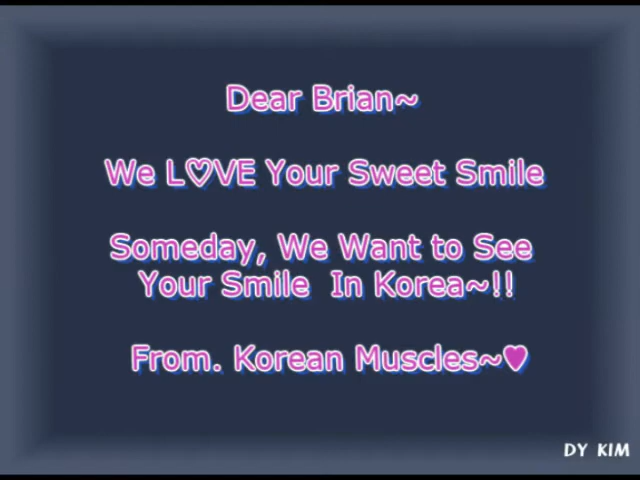 Dear Brian~
We L♡VE Your Sweet Smile
Someday, We Want to See
Your Smile In Korea~!!
From. Korean Muscles~♥
DY KIM